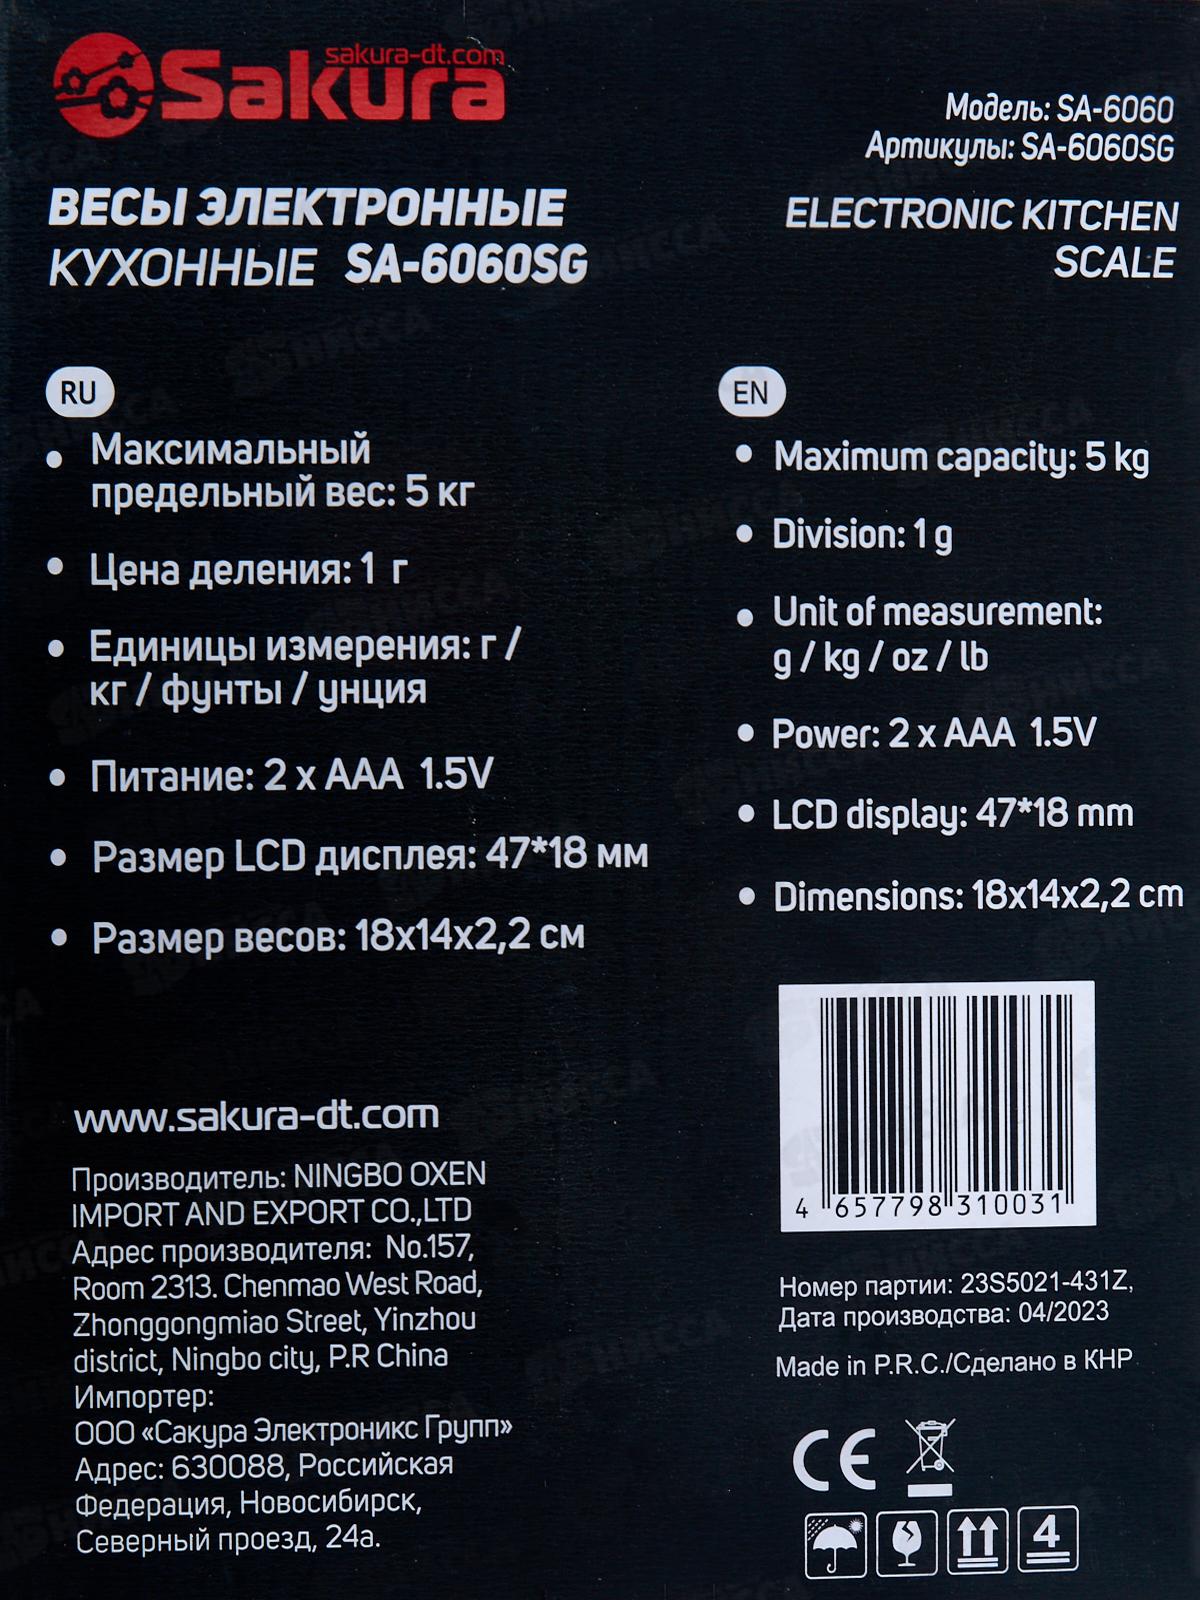 sakura-dt.com
Sakura
Модель: SA-6060
Артикулы: SA-6060SG
ВЕСЫ ЭЛЕКТРОННЫЕ
КУХОННЫЕ SA-6060SG
ELECTRONIC KITCHEN
SCALE
RU
• Максимальный
предельный вес: 5 кг
• Цена деления: 1 г
• Единицы измерения: г /
кг / фунты / унция
• Питание: 2 x AAA 1.5V
• Размер LCD дисплея: 47*18 мм
• Размер весов: 18x14x2,2 см
EN
• Maximum capacity: 5 kg
• Division: 1 g
• Unit of measurement:
g / kg / oz / lb
• Power: 2 x AAA 1.5V
• LCD display: 47*18 mm
• Dimensions: 18x14x2,2 cm
www.sakura-dt.com
Производитель: NINGBO OXEN
IMPORT AND EXPORT CO.,LTD
Адрес производителя: No.157,
Room 2313. Chenmao West Road,
Zhonggongmiao Street, Yinzhou
district, Ningbo city, P.R China
Импортер:
ООО «Сакура Электроникс Групп»
Адрес: 630088, Российская
Федерация, Новосибирск,
Северный проезд, 24а.
4 657798 310031
Номер партии: 23S5021-431Z,
Дата производства: 04/2023
Made in P.R.C./Сделано в КНР
CE
4